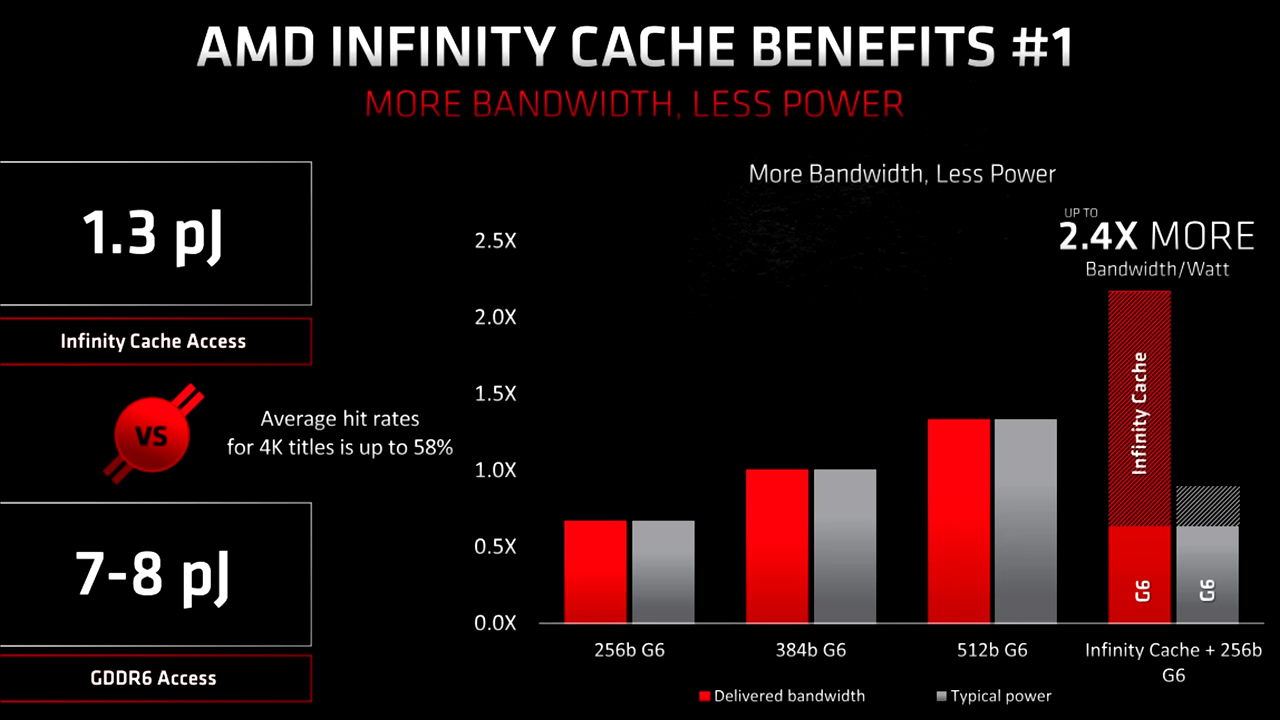 AMD INFINITY CACHE BENEFITS #1
MORE BANDWIDTH, LESS POWER
1.3 pJ
Infinity Cache Access
VS
Average hit rates
for 4K titles is up to 58%
7-8 pJ
GDDR6 Access
More Bandwidth, Less Power
UP TO
2.4X MORE
Bandwidth/Watt
2.5X
2.0X
1.5X
1.0X
0.5X
0.0X
Infinity Cache
G6
G6
256b G6
384b G6
512b G6
Infinity Cache + 256b
G6
Delivered bandwidth
Typical power